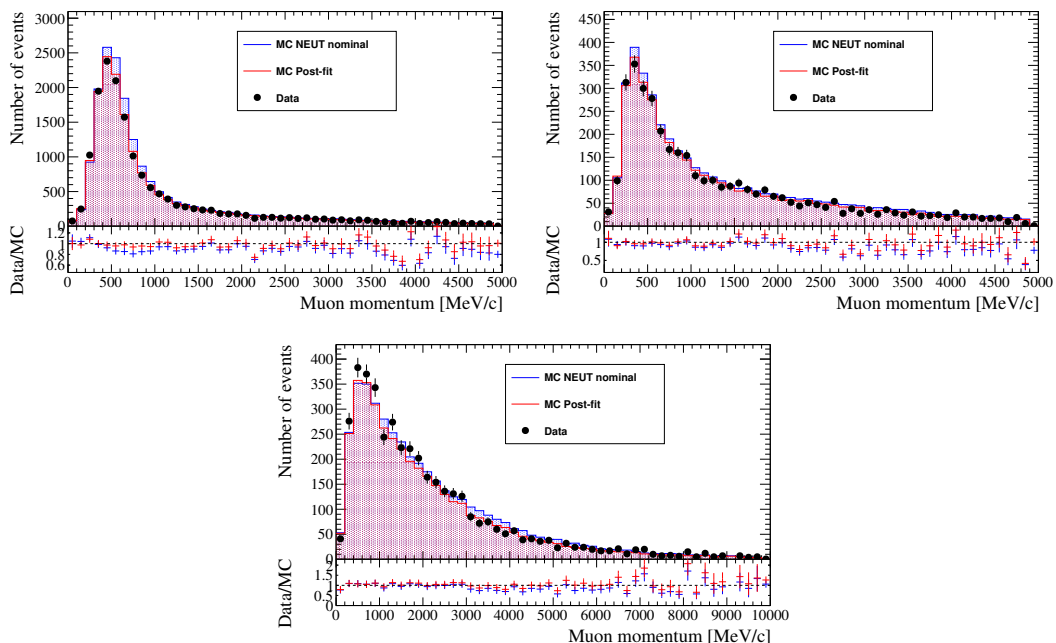 Number of events
3000
2500
2000
1500
1000
500
MC NEUT nominal
MC Post-fit
Data
Data/MC
1.2
1
0.8
0.6
0 500 1000 1500 2000 2500 3000 3500 4000 4500 5000
Muon momentum [MeV/c]
Number of events
450
400
350
300
250
200
150
100
50
0
MC NEUT nominal
MC Post-fit
Data
Data/MC
1
0.5
0 500 1000 1500 2000 2500 3000 3500 4000 4500 5000
Muon momentum [MeV/c]
Number of events
400
350
300
250
200
150
100
50
0
MC NEUT nominal
MC Post-fit
Data
Data/MC
2
1.5
1
0.5
0
0 1000 2000 3000 4000 5000 6000 7000 8000 9000 10000
Muon momentum [MeV/c]